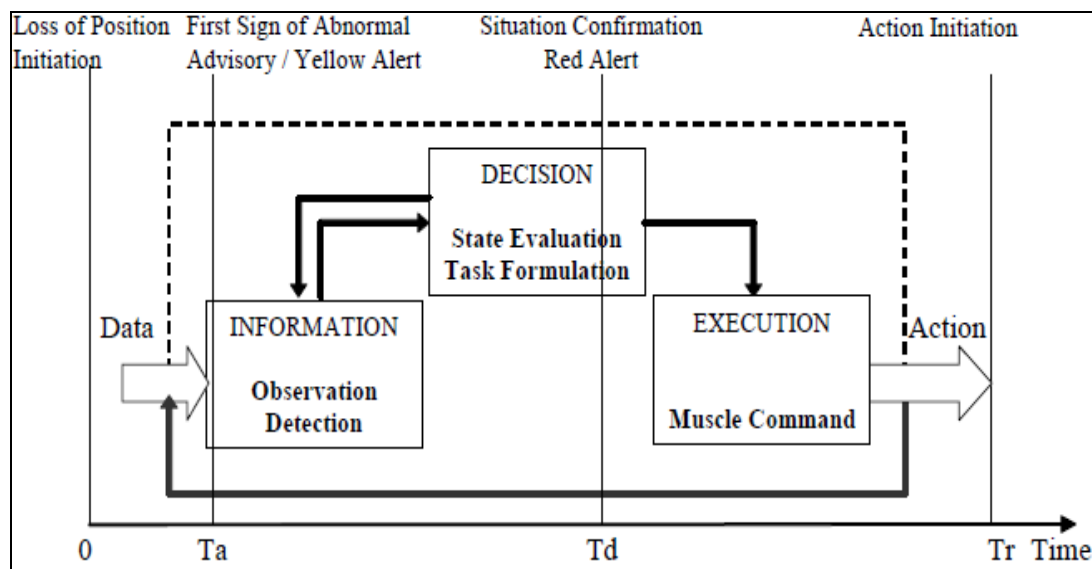 Loss of Position
Initiation
First Sign of Abnormal
Advisory / Yellow Alert
Situation Confirmation
Red Alert
Action Initiation
DECISION
State Evaluation
Task Formulation
Data
INFORMATION
Observation
Detection
EXECUTION
Muscle Command
Action
0
Ta
Td
Tr
Time